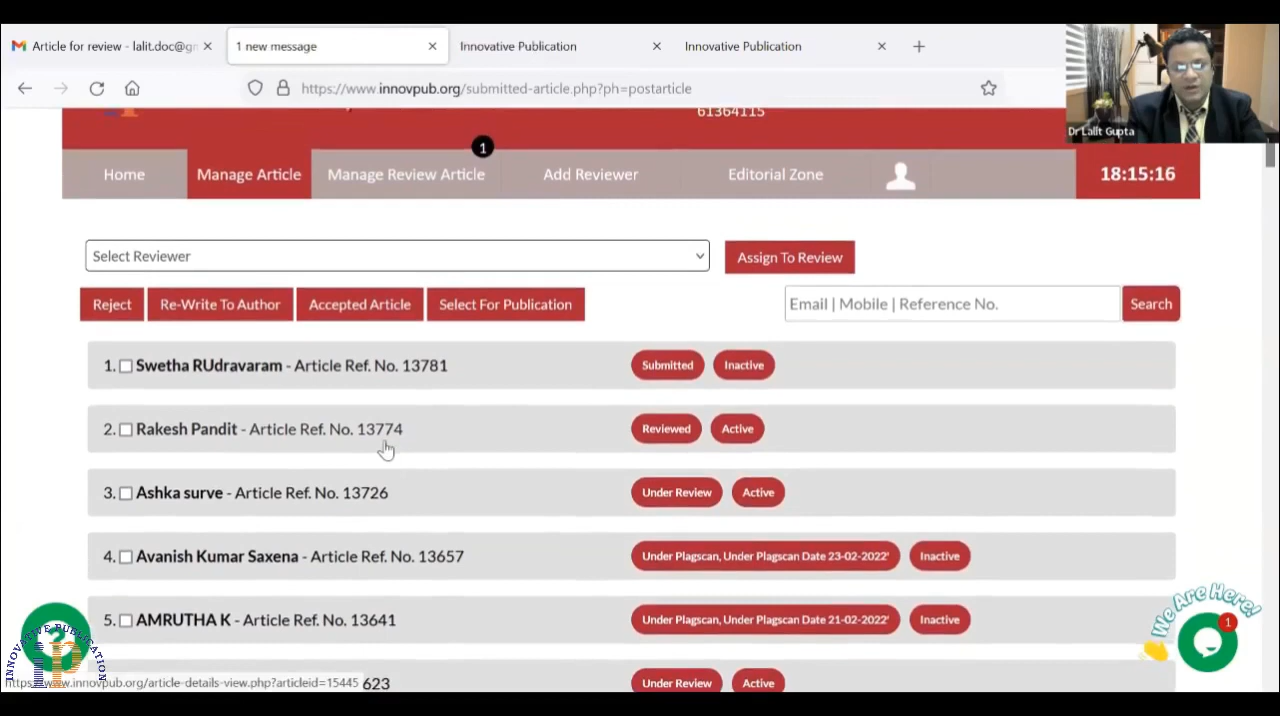 Article for review - lalit.doc@g
1 new message
Innovative Publication
Innovative Publication
https://www.innovpub.org/submitted-article.php?ph=postarticle
Dr Lalit Gupta
61364115
1
Home
Manage Article
Manage Review Article
Add Reviewer
Editorial Zone
18:15:16
Select Reviewer
Assign To Review
Reject
Re-Write To Author
Accepted Article
Select For Publication
Email | Mobile | Reference No.
Search
1. Swetha RUdravaram - Article Ref. No. 13781
Submitted
Inactive
2. Rakesh Pandit - Article Ref. No. 13774
Reviewed
Active
3. Ashka surve - Article Ref. No. 13726
Under Review
Active
4. Avanish Kumar Saxena - Article Ref. No. 13657
Under Plagscan, Under Plagscan Date 23-02-2022'
Inactive
5. AMRUTHA K - Article Ref. No. 13641
Under Plagscan, Under Plagscan Date 21-02-2022'
Inactive
We Are Here!
1
INNOVATIVE PUBLICATION
623
Under Review
Active
https://www.innovpub.org/article-details-view.php?articleid=15445